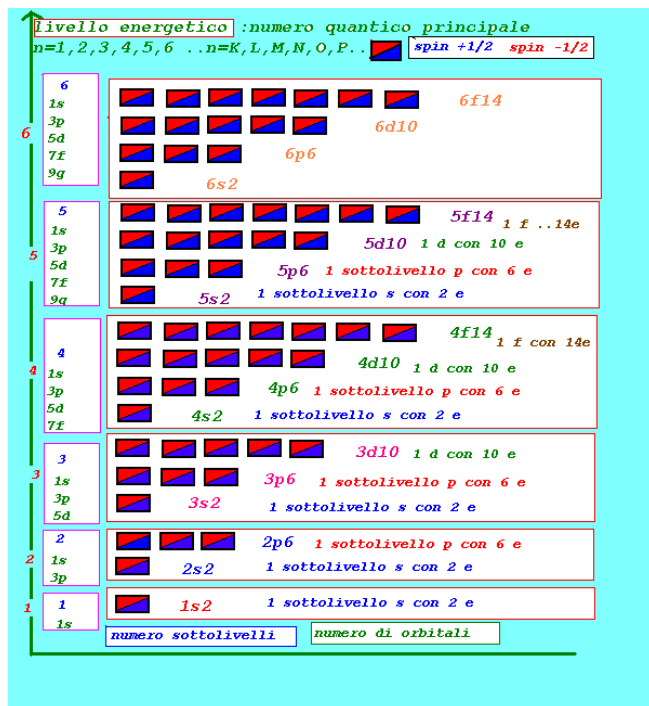 livello energetico :numero quantico principale
n=1,2,3,4,5,6 ..n=K,L,M,N,O,P.. spin +1/2 spin -1/2
6
6
1s
3p
5d
7f
9g
6f14
6d10
6p6
6s2
5
5
1s
3p
5d
7f
9g
5f14 1 f ..14e
5d10 1 d con 10 e
5p6 1 sottolivello p con 6 e
5s2 1 sottolivello s con 2 e
4
4
1s
3p
5d
7f
4f14 1 f con 14e
4d10 1 d con 10 e
4p6 1 sottolivello p con 6 e
4s2 1 sottolivello s con 2 e
3
3
1s
3p
5d
3d10 1 d con 10 e
3p6 1 sottolivello p con 6 e
3s2 1 sottolivello s con 2 e
2
2
1s
3p
2p6 1 sottolivello p con 6 e
2s2 1 sottolivello s con 2 e
1
1
1s
1s2 1 sottolivello s con 2 e
numero sottolivelli numero di orbitali